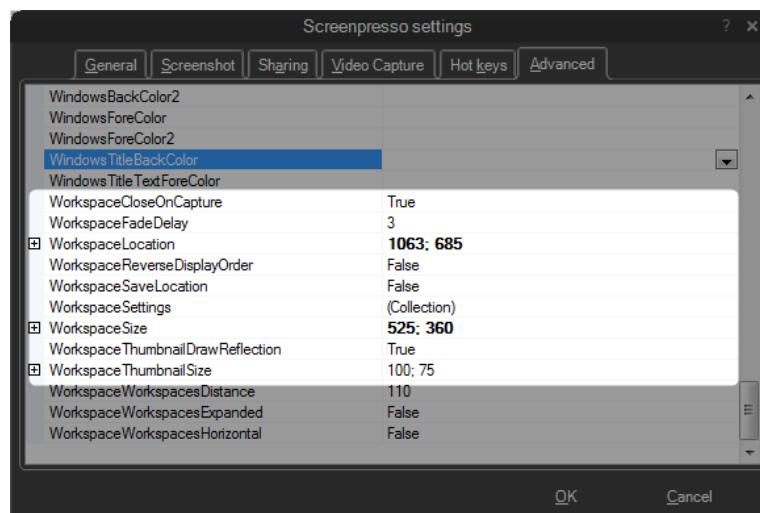 Screenpresso settings
General Screenshot Sharing Video Capture Hot keys Advanced
WindowsBackColor2
WindowsForeColor
WindowsForeColor2
WindowsTitleBackColor
WindowsTitleTextForeColor
WorkspaceCloseOnCapture True
WorkspaceFadeDelay 3
WorkspaceLocation 1063; 685
WorkspaceReverseDisplayOrder False
WorkspaceSaveLocation False
WorkspaceSettings (Collection)
WorkspaceSize 525; 360
WorkspaceThumbnailDrawReflection True
WorkspaceThumbnailSize 100; 75
WorkspaceWorkspacesDistance 110
WorkspaceWorkspacesExpanded False
WorkspaceWorkspacesHorizontal False
OK Cancel